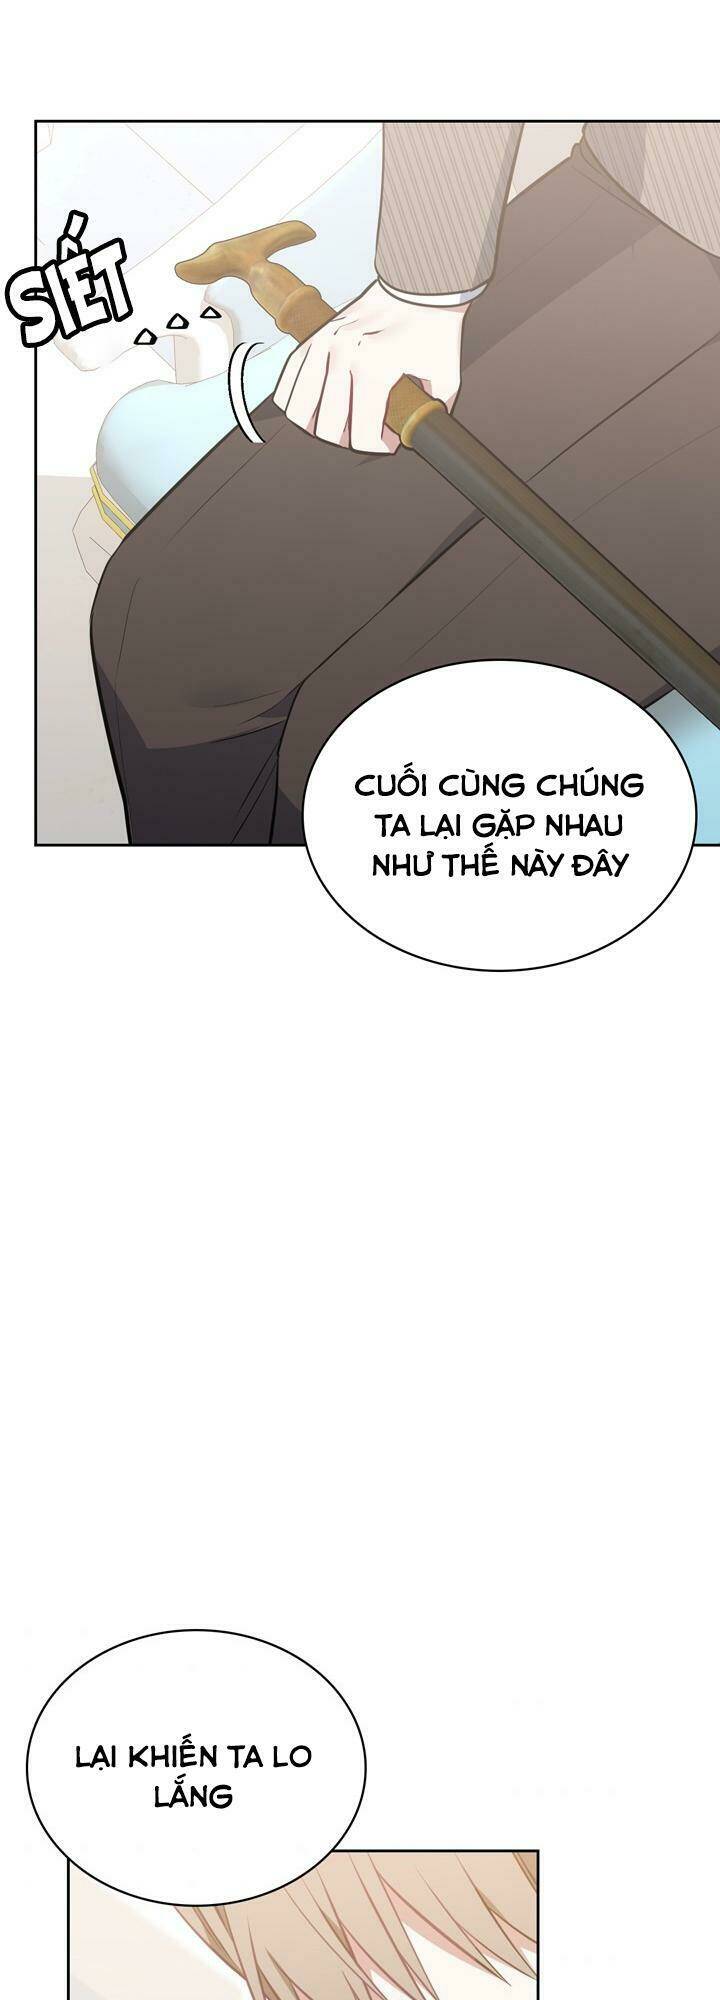 SIẾT
CUỐI CÙNG CHÚNG
TA LẠI GẶP NHAU
NHƯ THẾ NÀY ĐÂY
LẠI KHIẾN TA LO
LẮNG